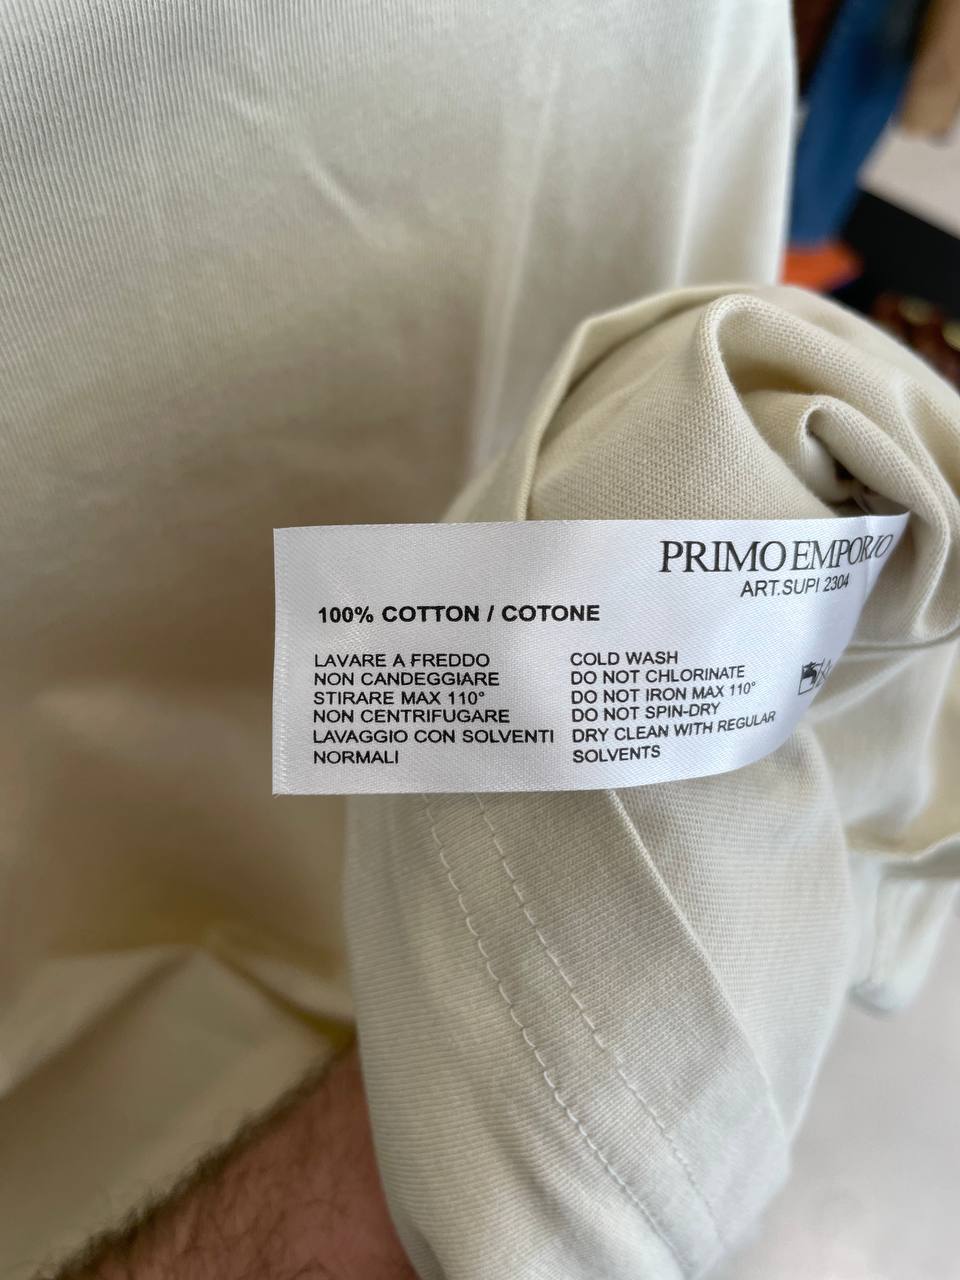 PRIMO EMPORIO
ART.SUPI 2304
100% COTTON / COTONE
LAVARE A FREDDO
NON CANDEGGIARE
STIRARE MAX 110°
NON CENTRIFUGARE
LAVAGGIO CON SOLVENTI
NORMALI
COLD WASH
DO NOT CHLORINATE
DO NOT IRON MAX 110°
DO NOT SPIN-DRY
DRY CLEAN WITH REGULAR
SOLVENTS